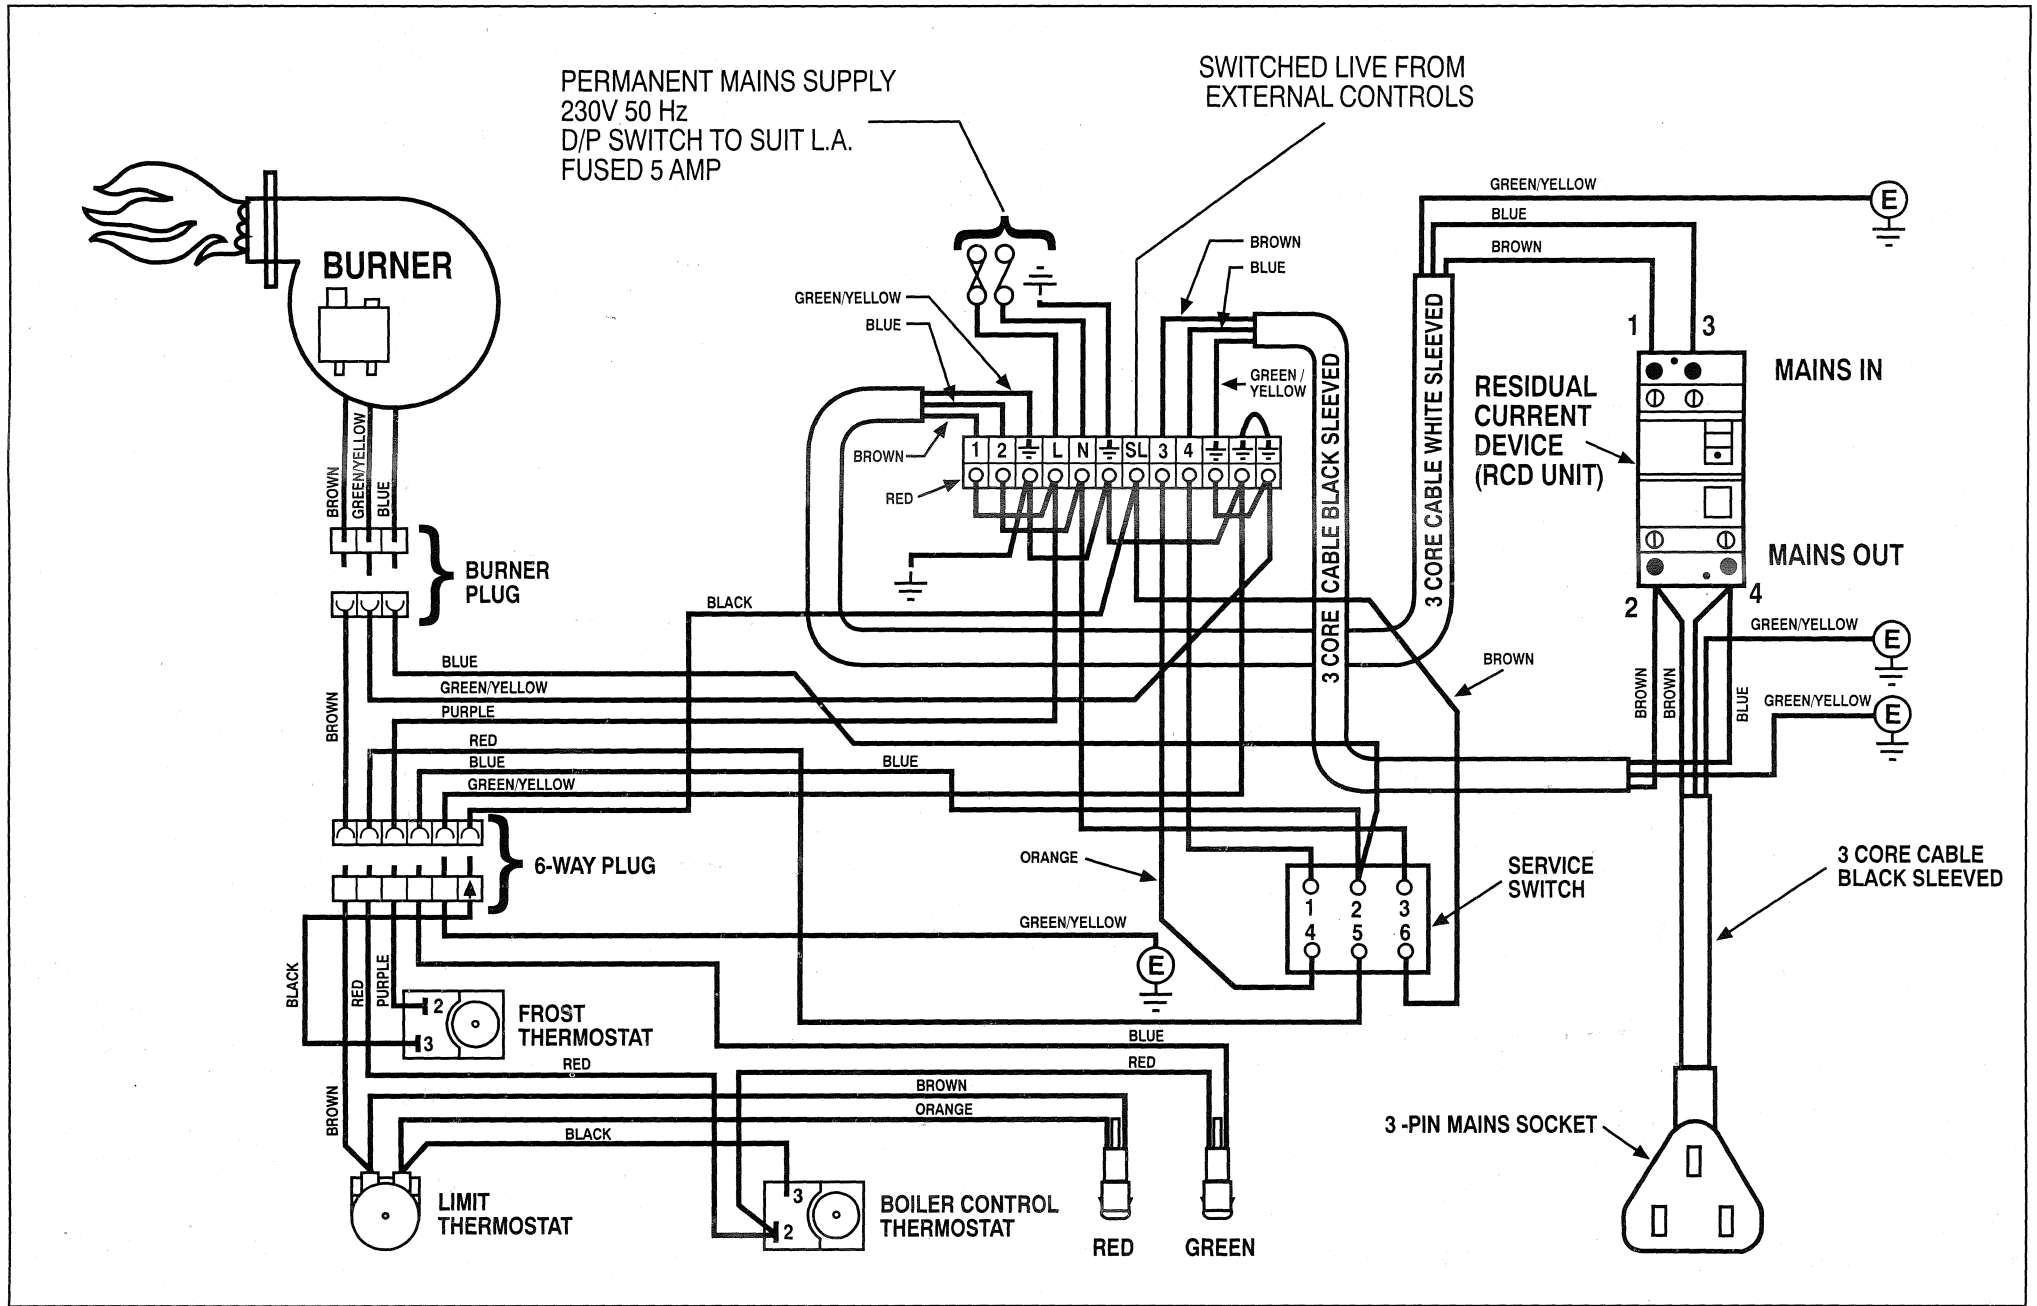 PERMANENT MAINS SUPPLY
230V 50 Hz
D/P SWITCH TO SUIT L.A.
FUSED 5 AMP
SWITCHED LIVE FROM
EXTERNAL CONTROLS
GREEN/YELLOW
E
BLUE
BROWN
BURNER
BROWN
BLUE
GREEN/YELLOW
BLUE
GREEN /
YELLOW
BROWN
RED
1 2 L N SL 3 4
3 CORE CABLE BLACK SLEEVED
3 CORE CABLE WHITE SLEEVED
1 3
MAINS IN
RESIDUAL
CURRENT
DEVICE
(RCD UNIT)
MAINS OUT
2 4
BROWN
GREEN/YELLOW
BLUE
BURNER
PLUG
BLACK
GREEN/YELLOW
E
BROWN
BROWN
BROWN
BLUE
GREEN/YELLOW
E
BLUE
GREEN/YELLOW
PURPLE
BROWN
RED
BLUE
BLUE
GREEN/YELLOW
6-WAY PLUG
ORANGE
SERVICE
SWITCH
1 2 3
4 5 6
3 CORE CABLE
BLACK SLEEVED
GREEN/YELLOW
E
BLACK
RED
PURPLE
2
3
FROST
THERMOSTAT
BLUE
RED
RED
BROWN
BROWN
ORANGE
BLACK
3 -PIN MAINS SOCKET
LIMIT
THERMOSTAT
3
2
BOILER CONTROL
THERMOSTAT
RED
GREEN